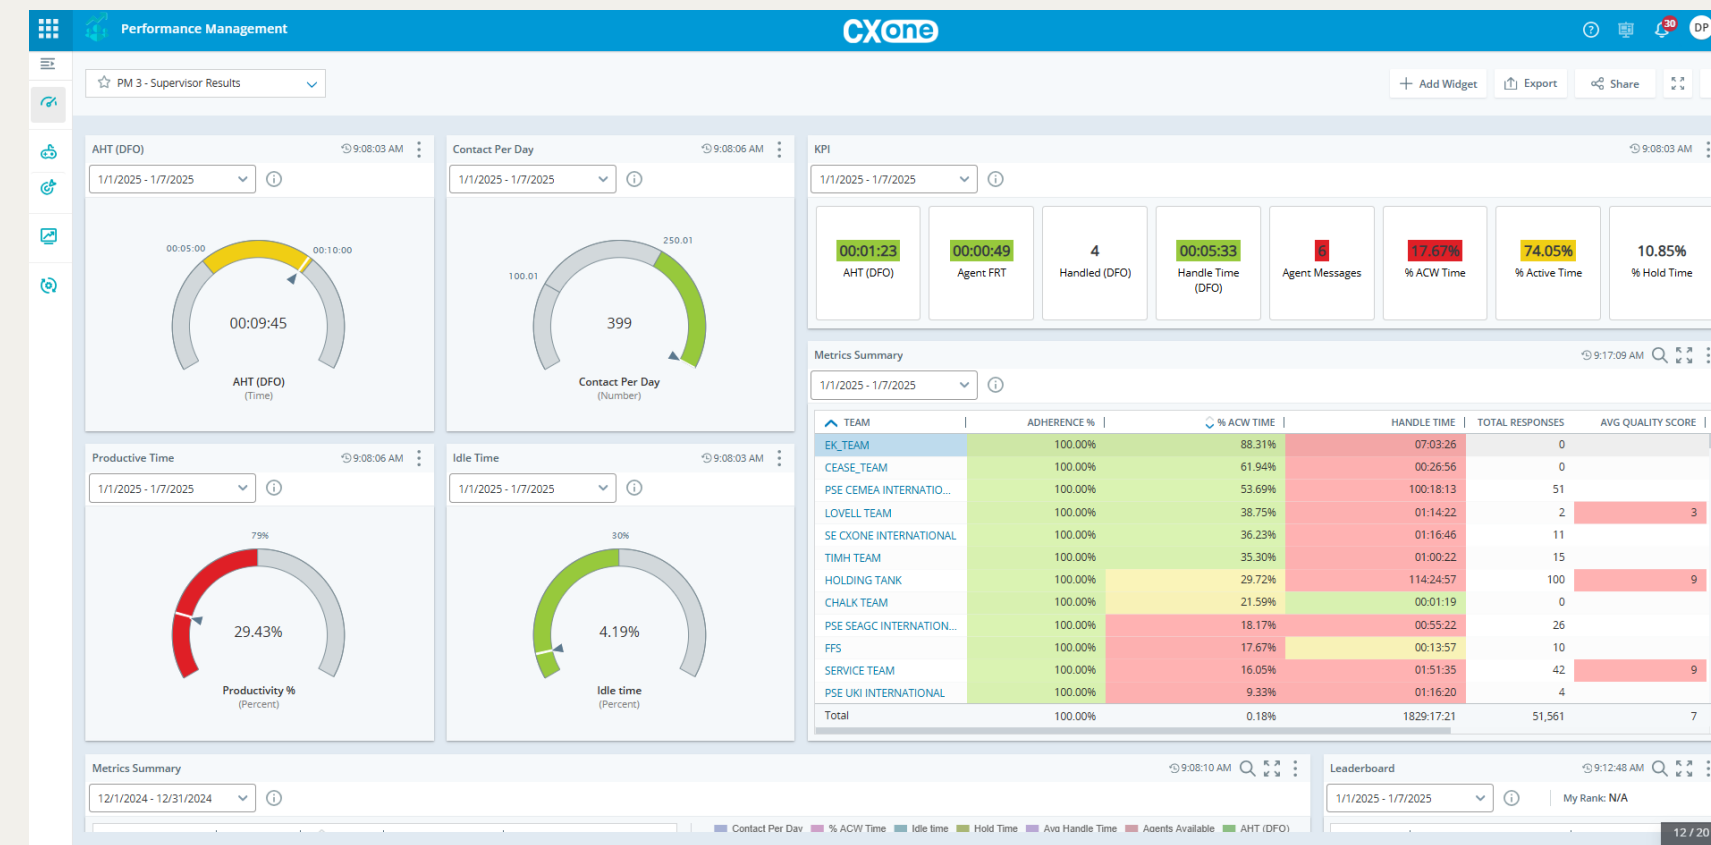 Performance Management
CXone
30
DP
PM 3 - Supervisor Results
Add Widget
Export
Share
AHT (DFO)
9:08:03 AM
1/1/2025 - 1/7/2025
00:05:00
00:10:00
00:09:45
AHT (DFO)
(Time)
Contact Per Day
9:08:06 AM
1/1/2025 - 1/7/2025
100.01
250.01
399
Contact Per Day
(Number)
KPI
9:08:03 AM
1/1/2025 - 1/7/2025
00:01:23
AHT (DFO)
00:00:49
Agent FRT
4
Handled (DFO)
00:05:33
Handle Time
(DFO)
6
Agent Messages
17.67%
% ACW Time
74.05%
% Active Time
10.85%
% Hold Time
Metrics Summary
9:17:09 AM
1/1/2025 - 1/7/2025
TEAM ADHERENCE % % ACW TIME HANDLE TIME TOTAL RESPONSES AVG QUALITY SCORE
EK_TEAM 100.00% 88.31% 07:03:26 0
CEASE_TEAM 100.00% 61.94% 00:26:56 0
PSE CEMEA INTERNATIO... 100.00% 53.69% 100:18:13 51
LOVELL TEAM 100.00% 38.75% 01:14:22 2 3
SE CXONE INTERNATIONAL 100.00% 36.23% 01:16:46 11
TIMH TEAM 100.00% 35.30% 01:00:22 15
HOLDING TANK 100.00% 29.72% 114:24:57 100 9
CHALK TEAM 100.00% 21.59% 00:01:19 0
PSE SEAGC INTERNATION... 100.00% 18.17% 00:55:22 26
FFS 100.00% 17.67% 00:13:57 10
SERVICE TEAM 100.00% 16.05% 01:51:35 42 9
PSE UKI INTERNATIONAL 100.00% 9.33% 01:16:20 4
Total 100.00% 0.18% 1829:17:21 51,561 7
Productive Time
9:08:06 AM
1/1/2025 - 1/7/2025
79%
29.43%
Productivity %
(Percent)
Idle Time
9:08:03 AM
1/1/2025 - 1/7/2025
30%
4.19%
Idle time
(Percent)
Metrics Summary
9:08:10 AM
12/1/2024 - 12/31/2024
Contact Per Day % ACW Time Idle time Hold Time Avg Handle Time Agents Available AHT (DFO)
Leaderboard
9:12:48 AM
1/1/2025 - 1/7/2025
My Rank: N/A
12 / 20